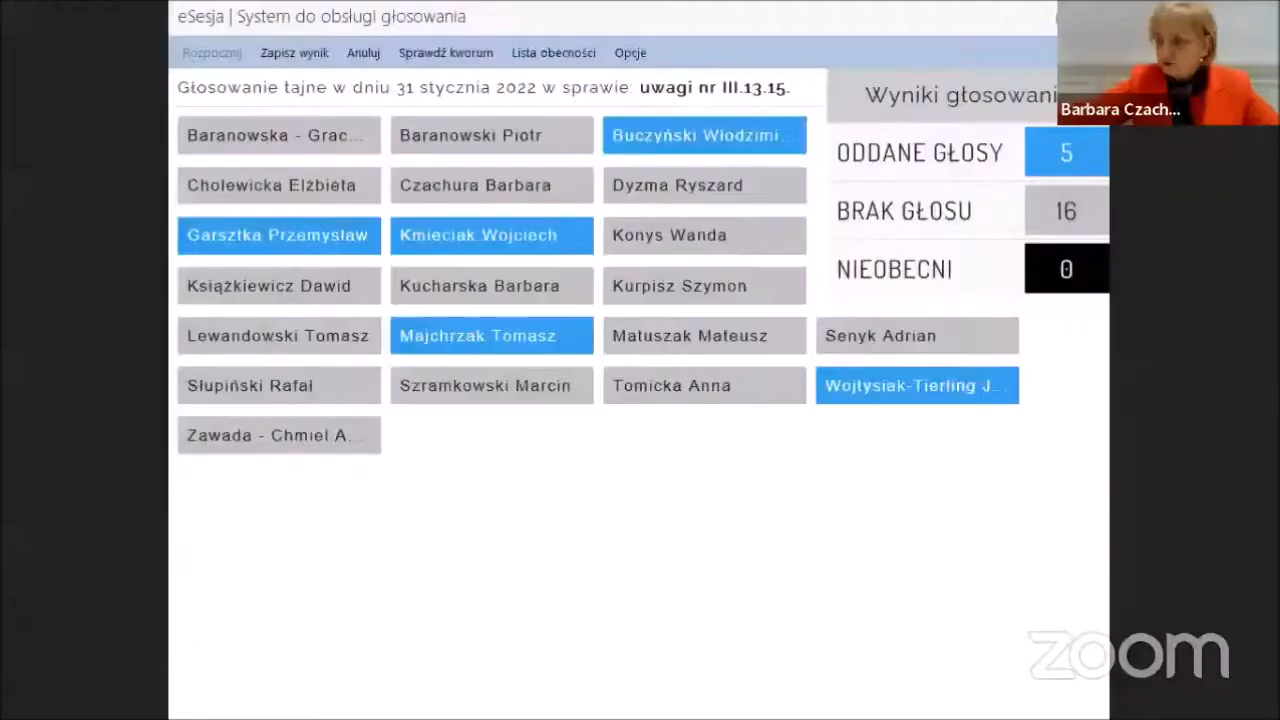 eSesja | System do obsługi głosowania
Rozpocznij Zapisz wynik Anuluj Sprawdź kworum Lista obecności Opcje
Głosowanie tajne w dniu 31 stycznia 2022 w sprawie: uwagi nr III.13.15.
Wyniki głosowani
Barbara Czach...
Baranowska - Grac... Baranowski Piotr Buczyński Włodzimi...
ODDANE GŁOSY 5
Cholewicka Elżbieta Czachura Barbara Dyzma Ryszard
BRAK GŁOSU 16
Garsztka Przemysław Kmieciak Wojciech Konys Wanda
NIEOBECNI 0
Książkiewicz Dawid Kucharska Barbara Kurpisz Szymon
Lewandowski Tomasz Majchrzak Tomasz Matuszak Mateusz Senyk Adrian
Słupiński Rafał Szramkowski Marcin Tomicka Anna Wojtysiak-Tierling J...
Zawada - Chmiel A...
zoom